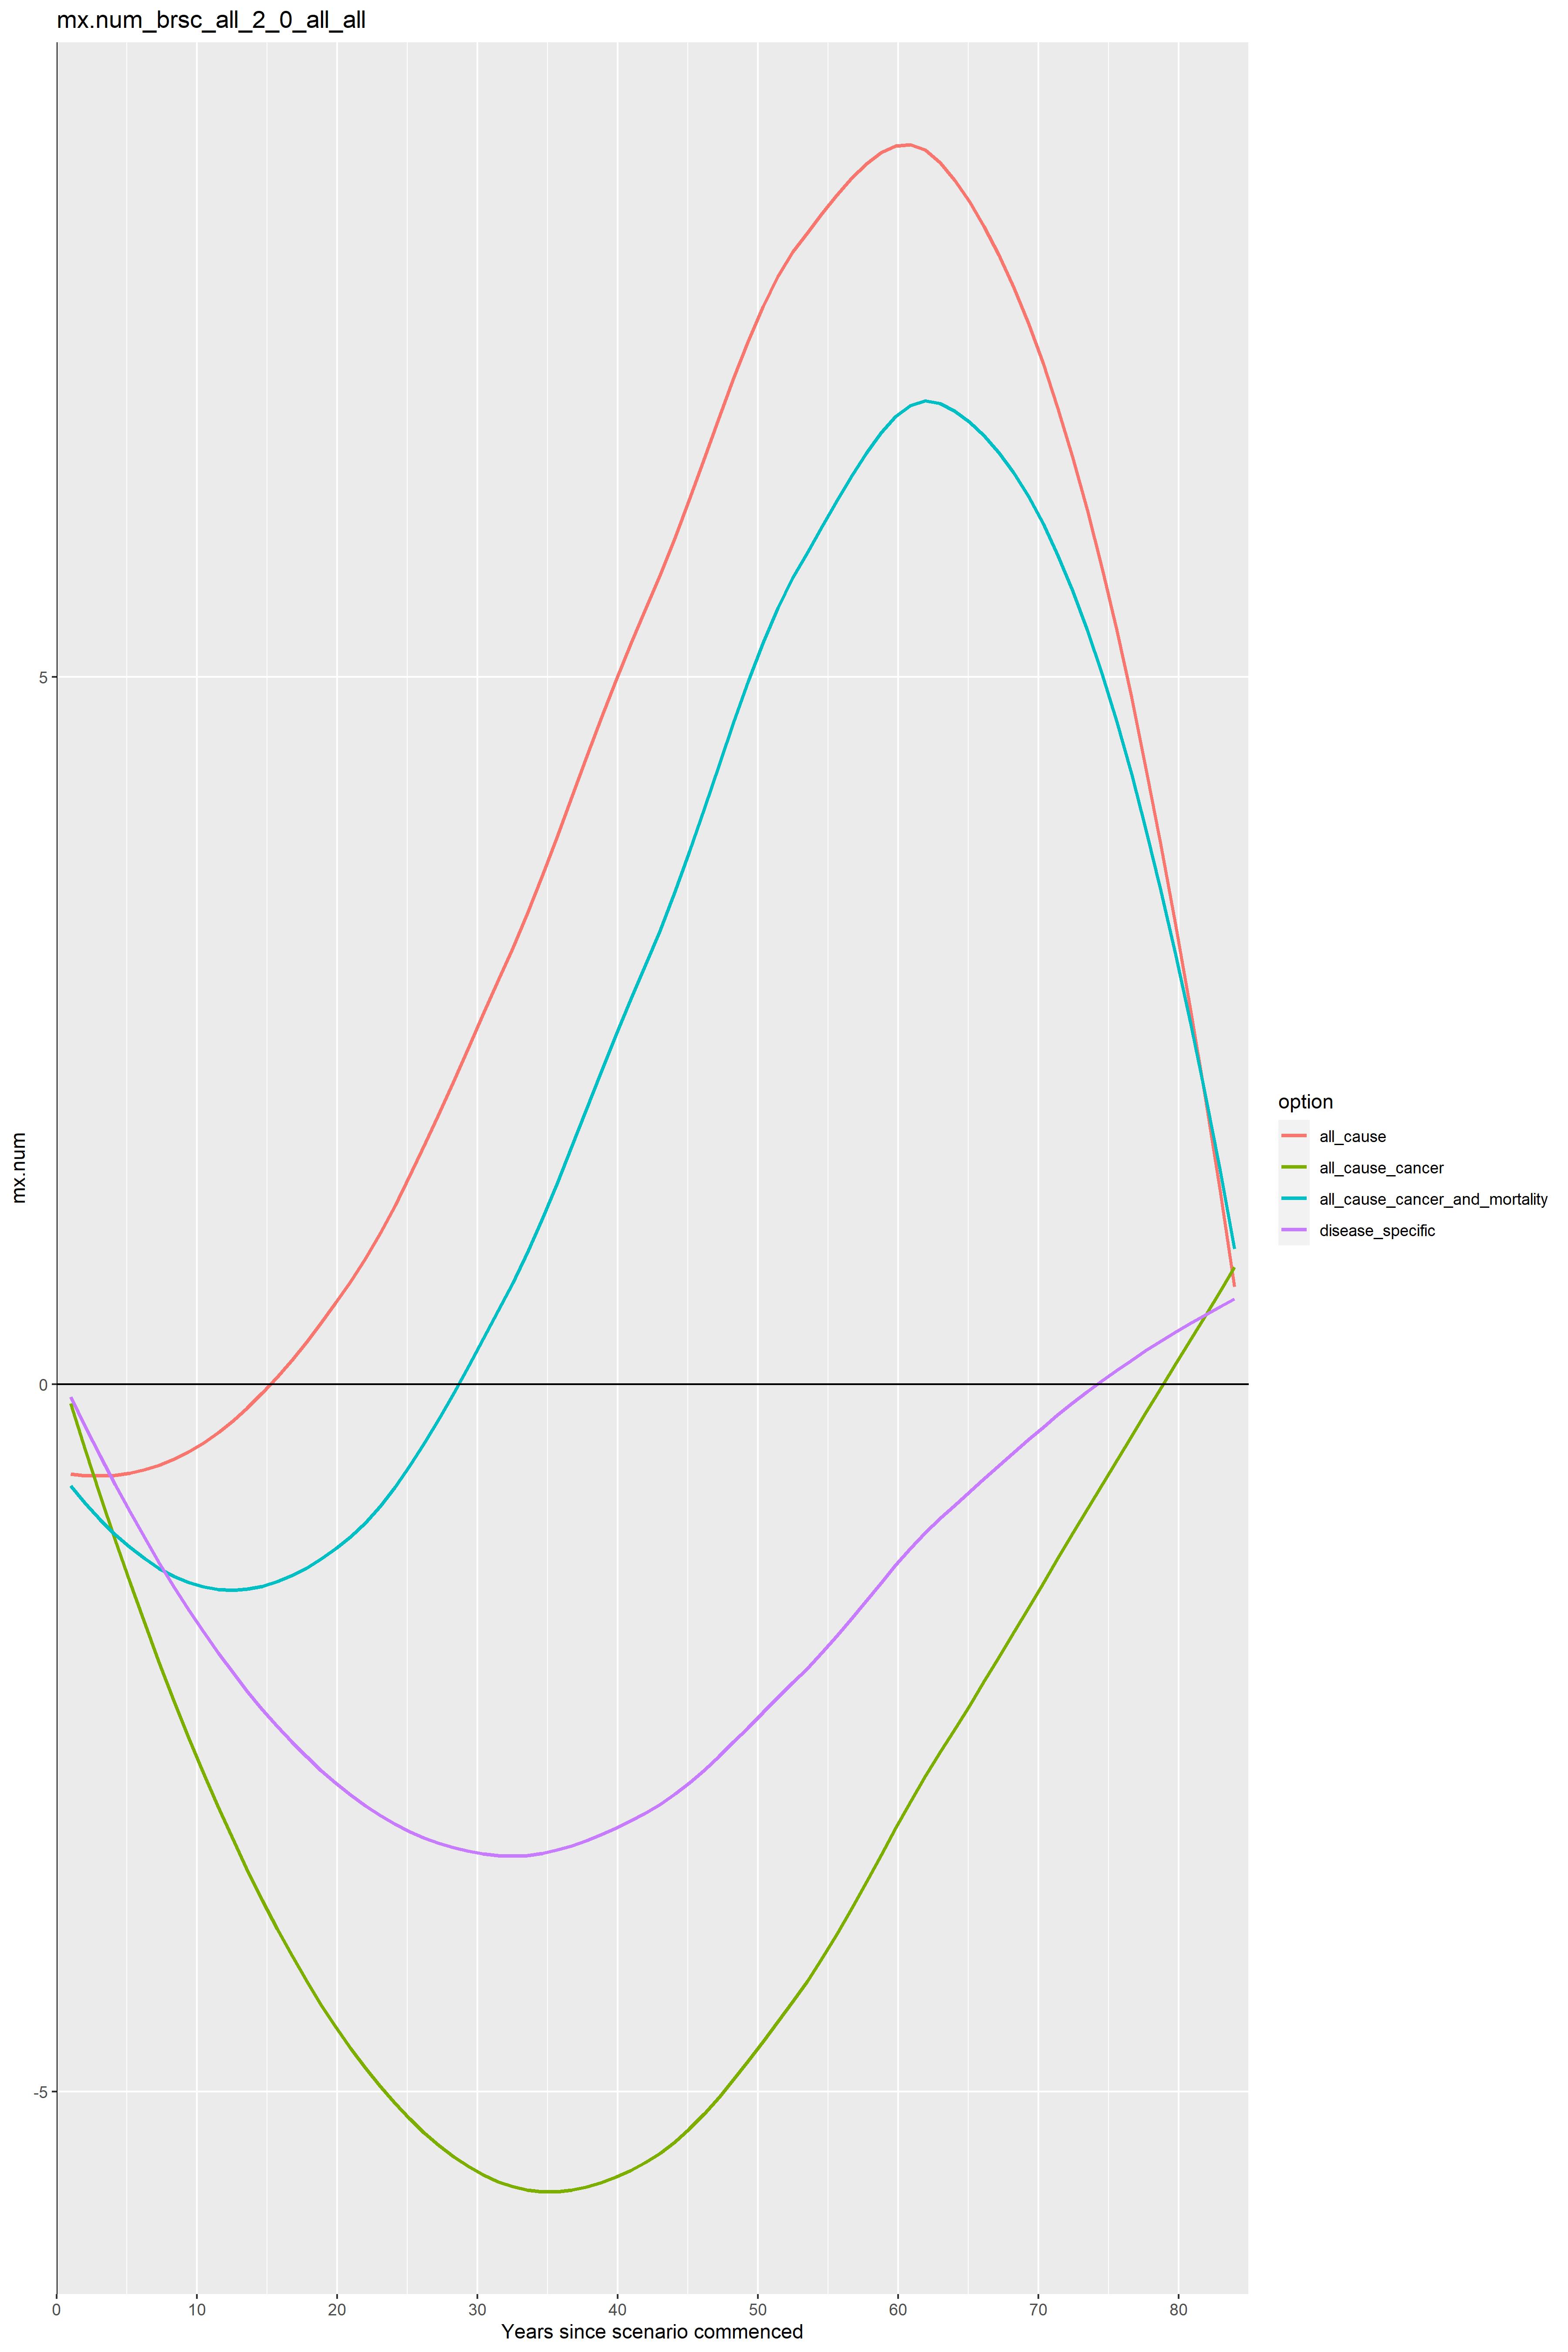 mx.num_brsc_all_2_0_all_all
mx.num
5
0
-5
0 10 20 30 40 50 60 70 80
Years since scenario commenced
option
all_cause
all_cause_cancer
all_cause_cancer_and_mortality
disease_specific